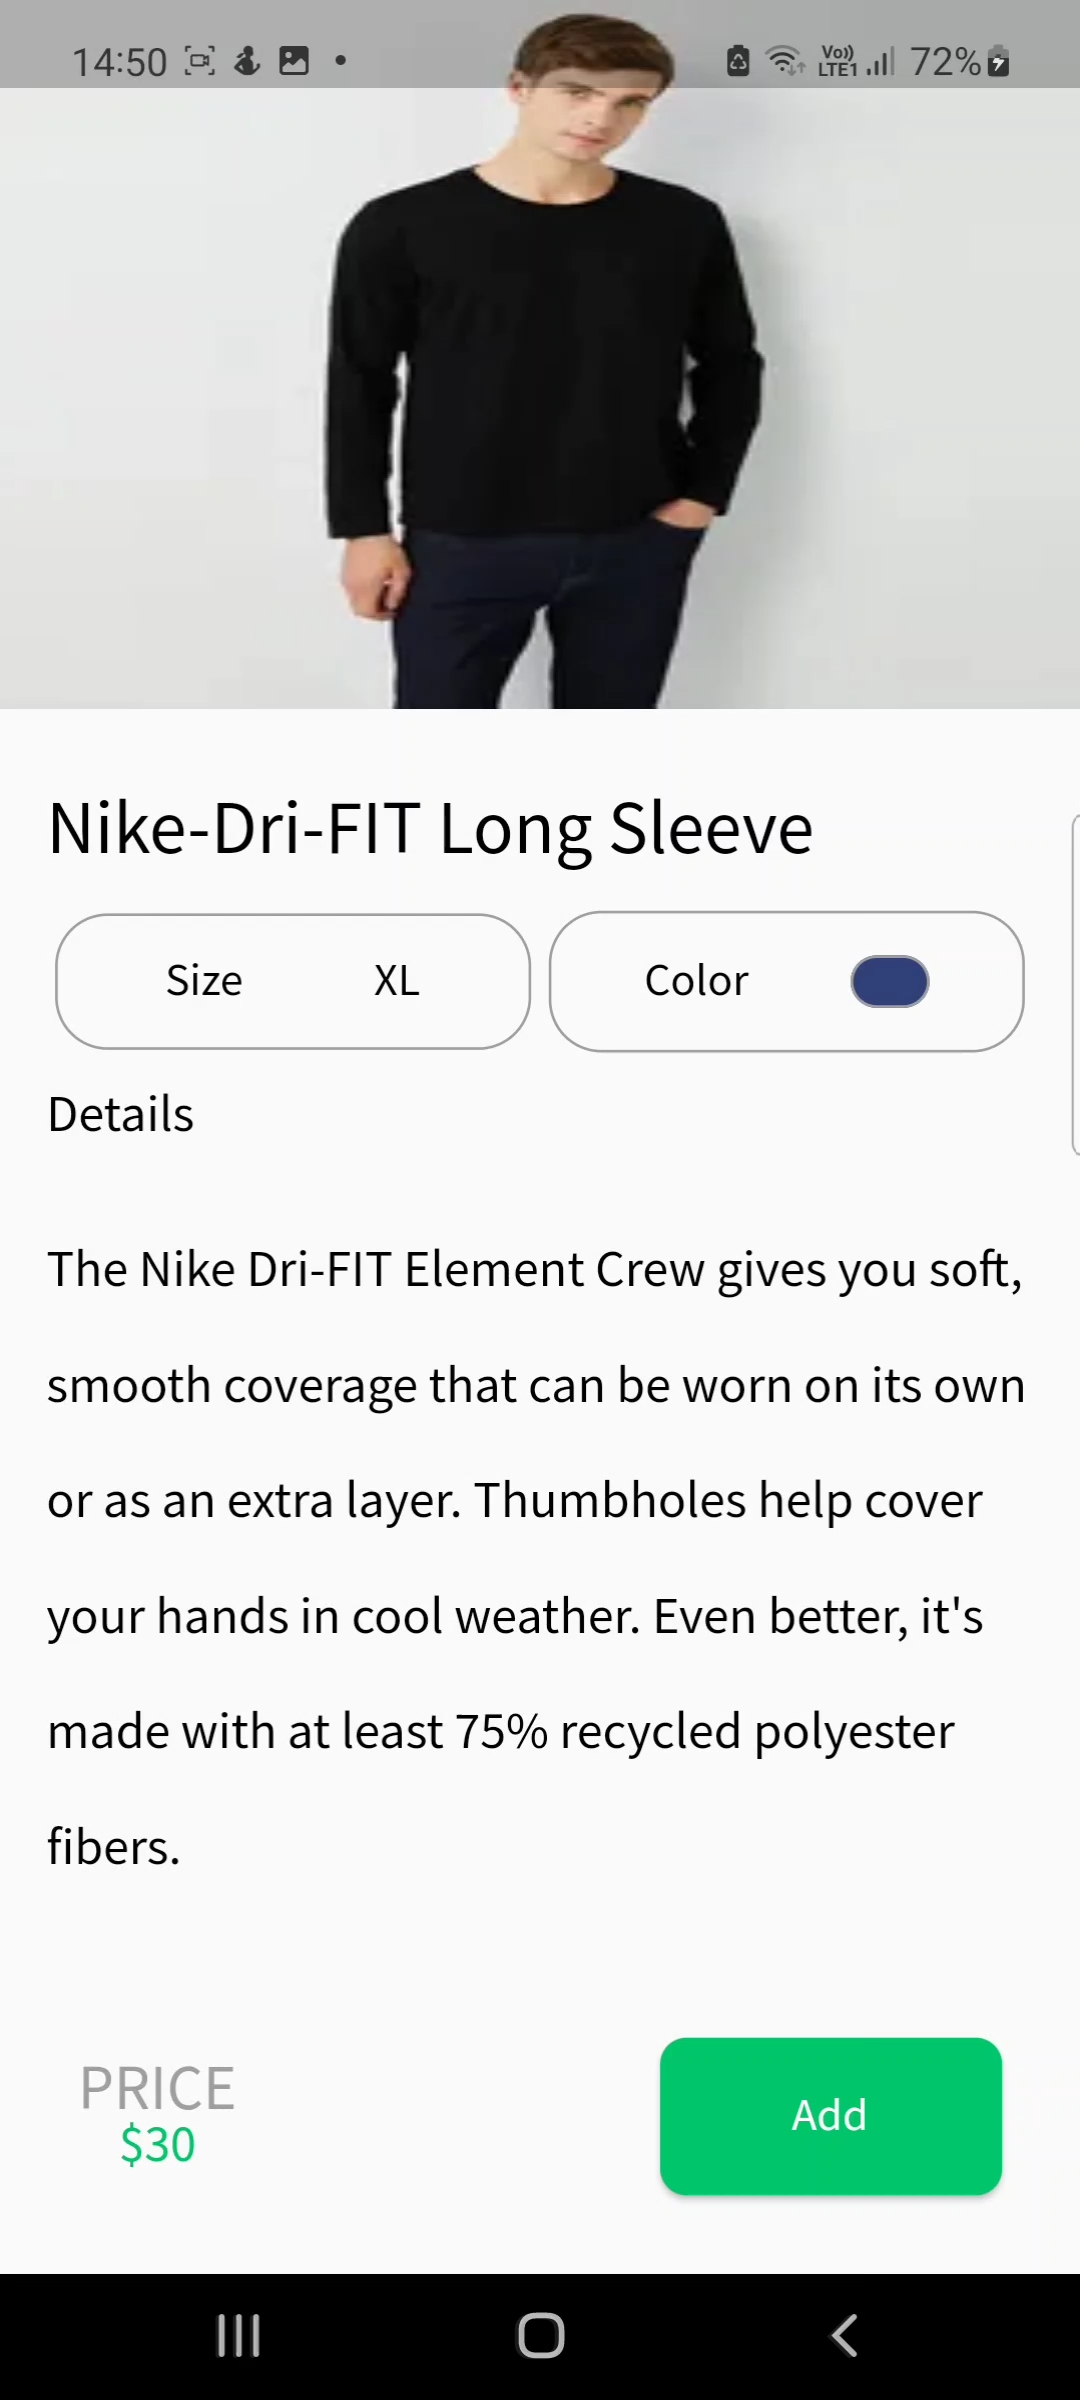 14:50
Vo))
LTE1
72%
Nike-Dri-FIT Long Sleeve
Size XL
Color
Details
The Nike Dri-FIT Element Crew gives you soft,
smooth coverage that can be worn on its own
or as an extra layer. Thumbholes help cover
your hands in cool weather. Even better, it's
made with at least 75% recycled polyester
fibers.
PRICE
$30
Add